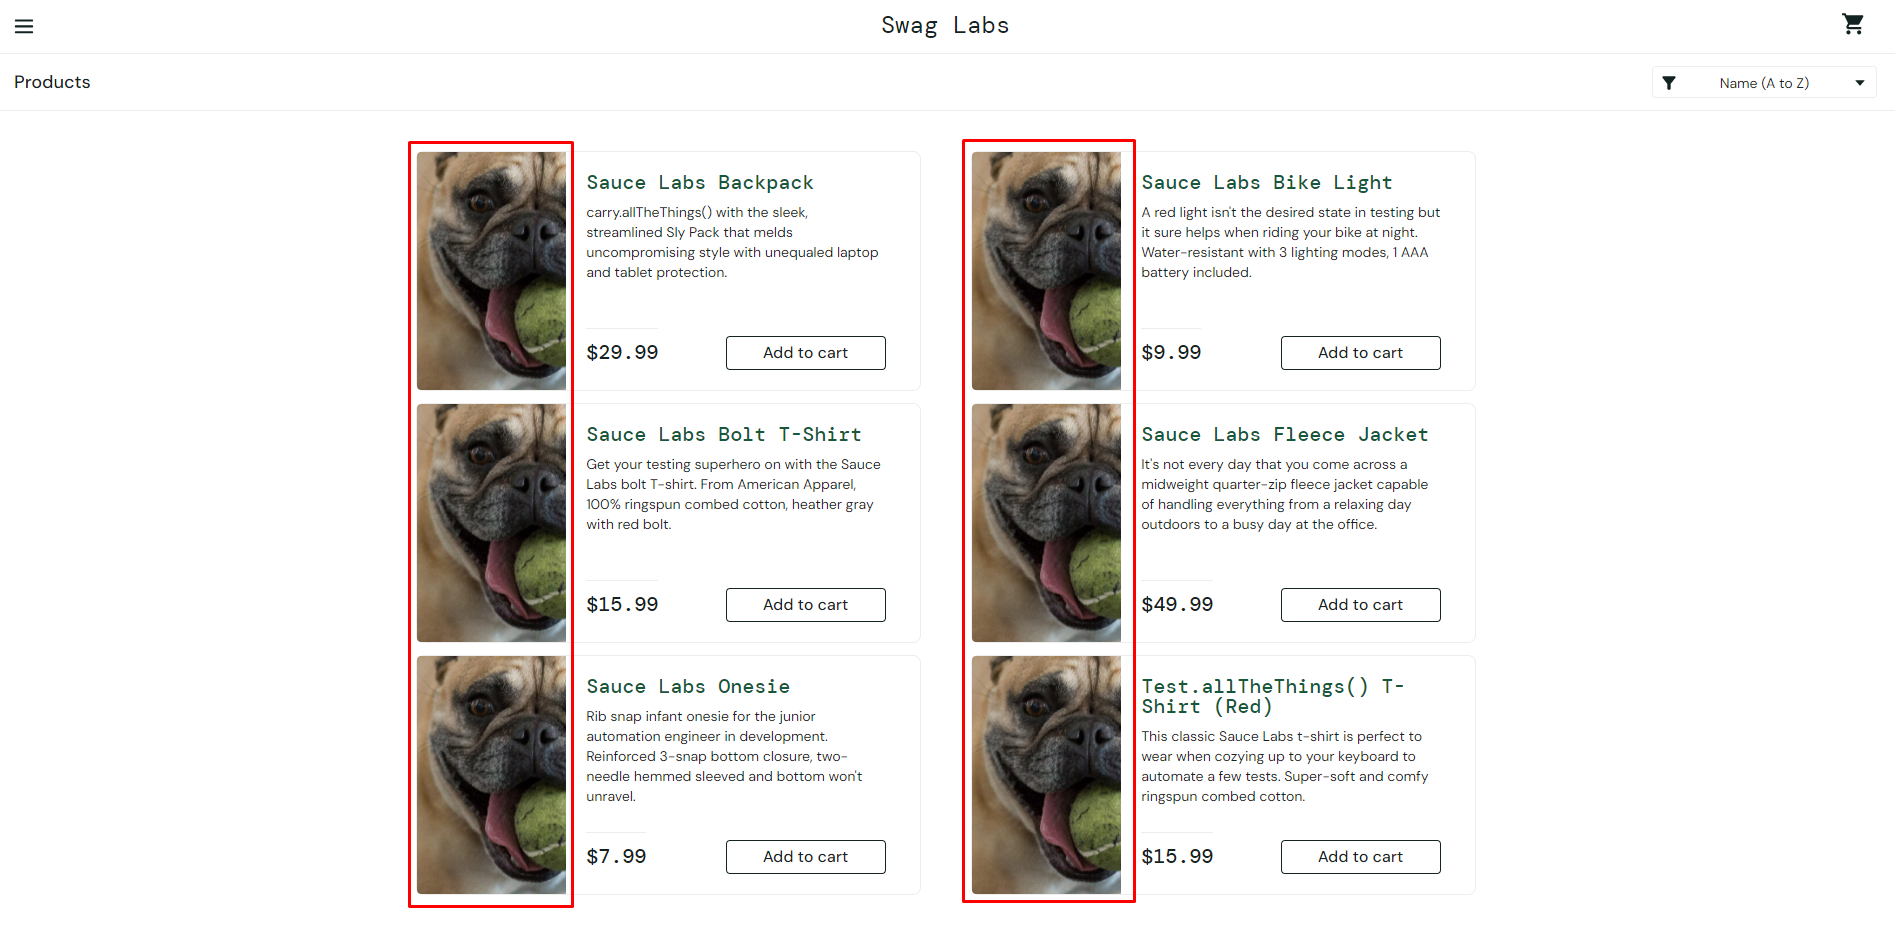 Swag Labs
Products
Name (A to Z)
Sauce Labs Backpack
carry.allTheThings() with the sleek,
streamlined Sly Pack that melds
uncompromising style with unequaled laptop
and tablet protection.
$29.99
Add to cart
Sauce Labs Bike Light
A red light isn't the desired state in testing but
it sure helps when riding your bike at night.
Water-resistant with 3 lighting modes, 1 AAA
battery included.
$9.99
Add to cart
Sauce Labs Bolt T-Shirt
Get your testing superhero on with the Sauce
Labs bolt T-shirt. From American Apparel,
100% ringspun combed cotton, heather gray
with red bolt.
$15.99
Add to cart
Sauce Labs Fleece Jacket
It's not every day that you come across a
midweight quarter-zip fleece jacket capable
of handling everything from a relaxing day
outdoors to a busy day at the office.
$49.99
Add to cart
Sauce Labs Onesie
Rib snap infant onesie for the junior
automation engineer in development.
Reinforced 3-snap bottom closure, two-
needle hemmed sleeved and bottom won't
unravel.
$7.99
Add to cart
Test.allTheThings() T-
Shirt (Red)
This classic Sauce Labs t-shirt is perfect to
wear when cozying up to your keyboard to
automate a few tests. Super-soft and comfy
ringspun combed cotton.
$15.99
Add to cart